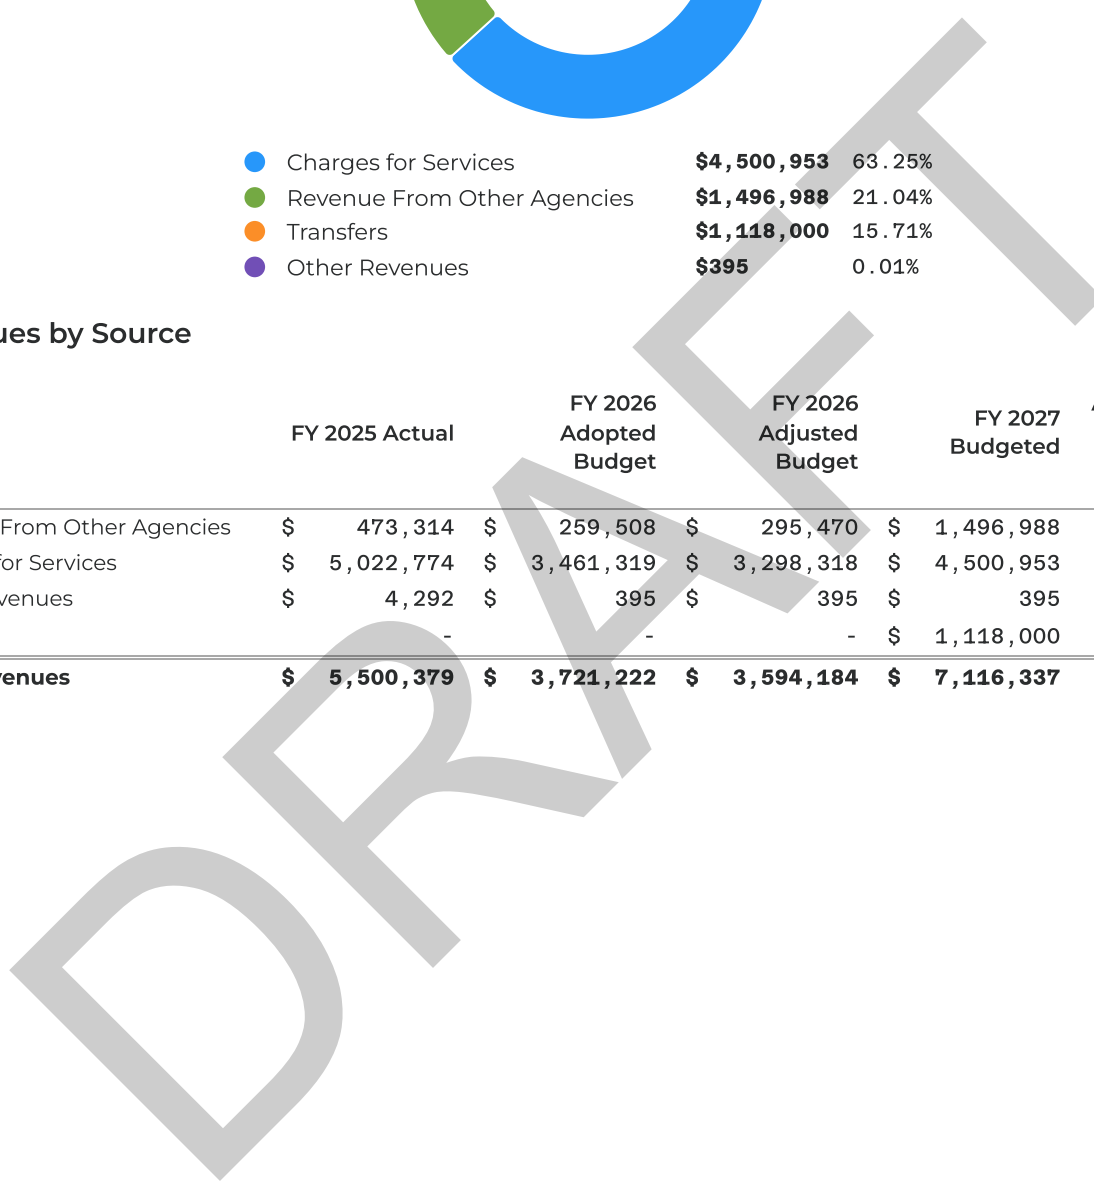 Charges for Services $4,500,953 63.25%
Revenue From Other Agencies $1,496,988 21.04%
Transfers $1,118,000 15.71%
Other Revenues $395 0.01%
ues by Source
FY 2025 Actual
FY 2026
Adopted
Budget
FY 2026
Adjusted
Budget
FY 2027
Budgeted
From Other Agencies $ 473,314 $ 259,508 $ 295,470 $ 1,496,988
for Services $ 5,022,774 $ 3,461,319 $ 3,298,318 $ 4,500,953
venues $ 4,292 $ 395 $ 395 $ 395
- - - $ 1,118,000
venues $ 5,500,379 $ 3,721,222 $ 3,594,184 $ 7,116,337
DRAFT